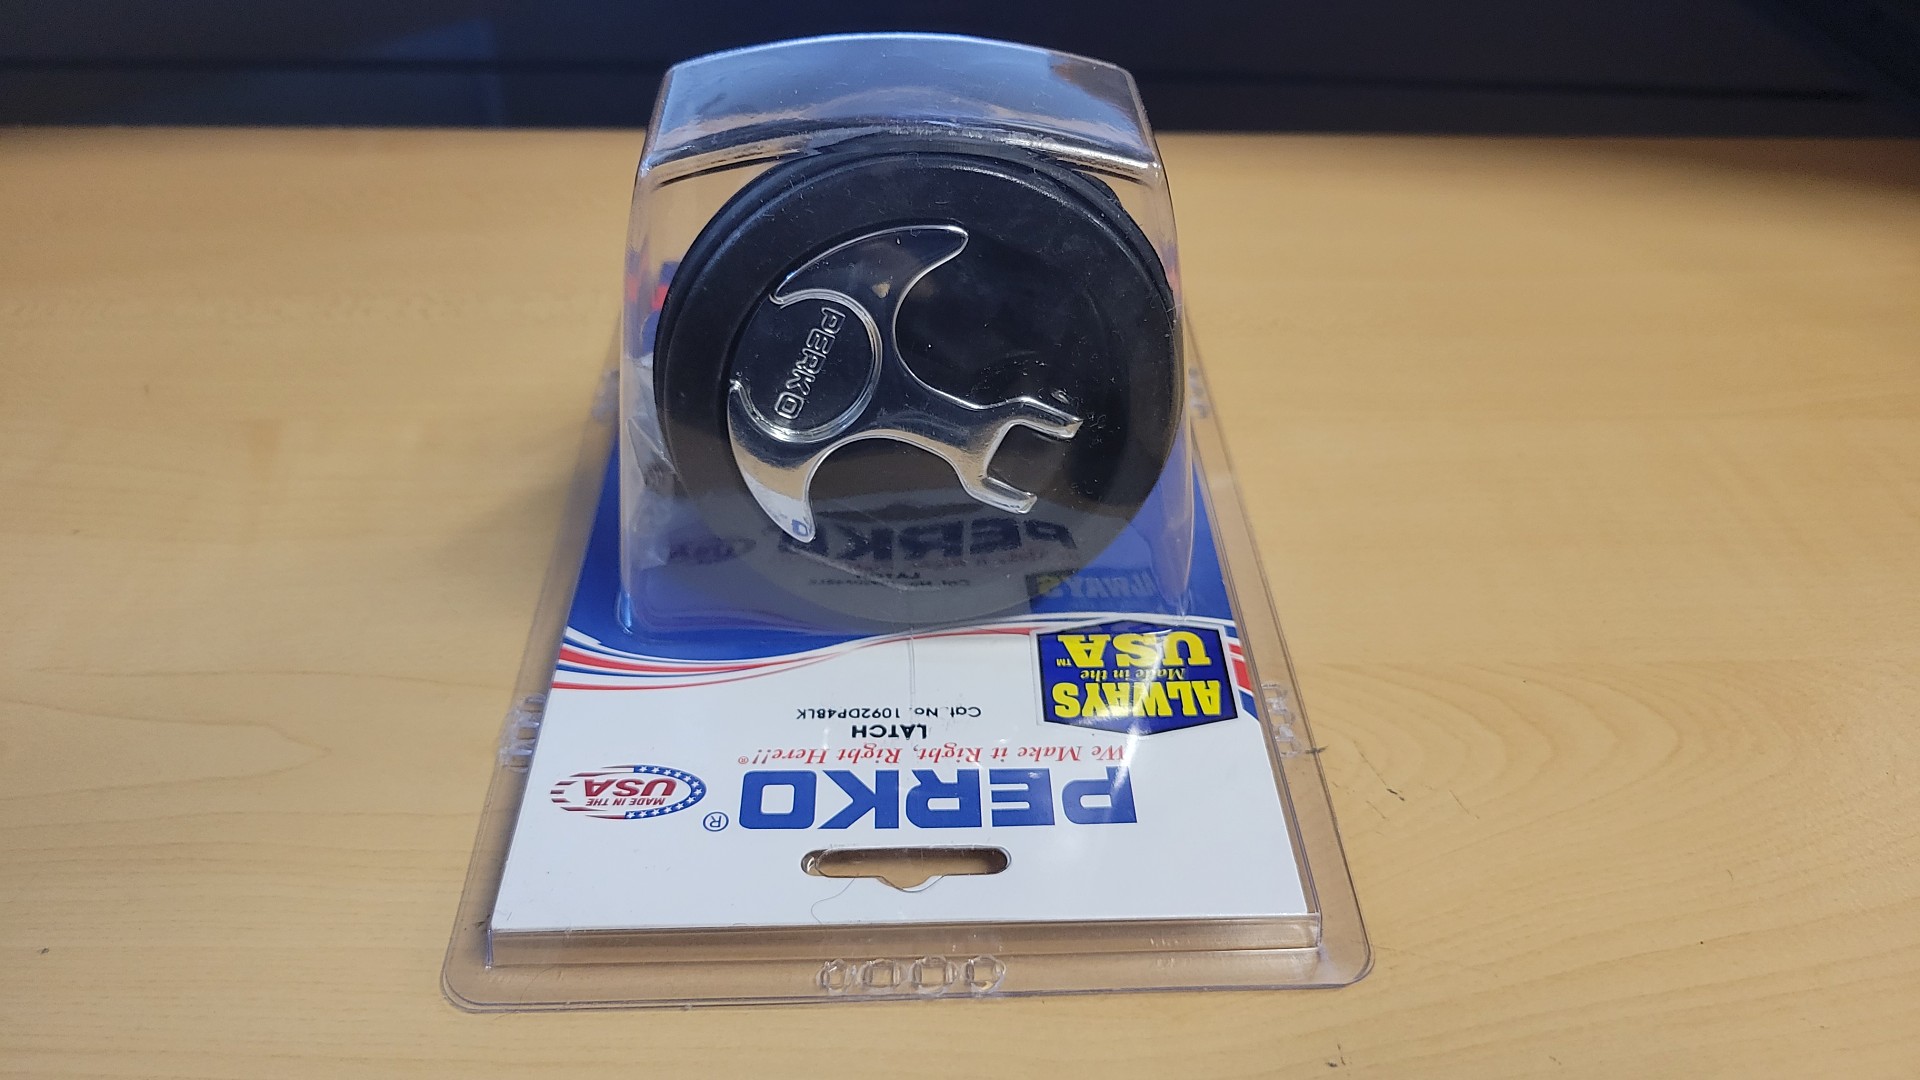 PERKO
PERKO®
MADE IN THE
USA
We Make it Right, Right Here!!®
LATCH
Cat. No. 1092DP4BLK
ALWAYS
Made in the
USA™